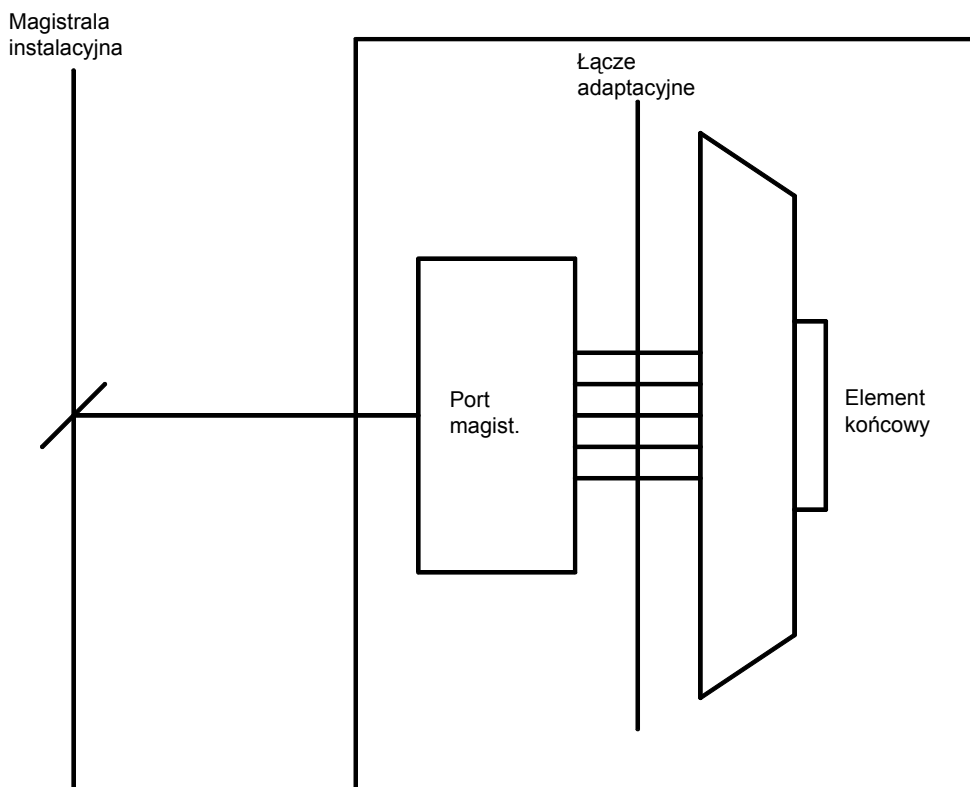 Magistrala
instalacyjna
Łącze
adaptacyjne
Port
magist.
Element
końcowy